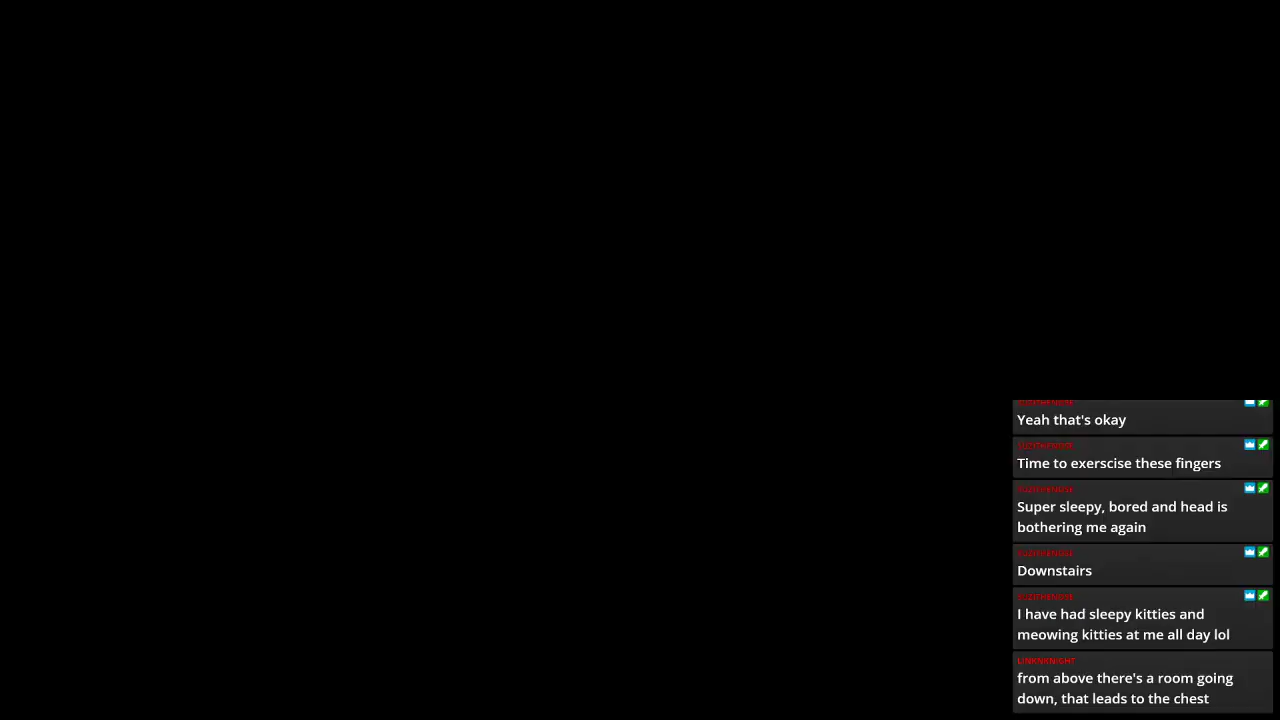 Yeah that's okay
Time to exerscise these fingers
Super sleepy, bored and head is
bothering me again
Downstairs
I have had sleepy kitties and
meowing kitties at me all day lol
from above there's a room going
down, that leads to the chest